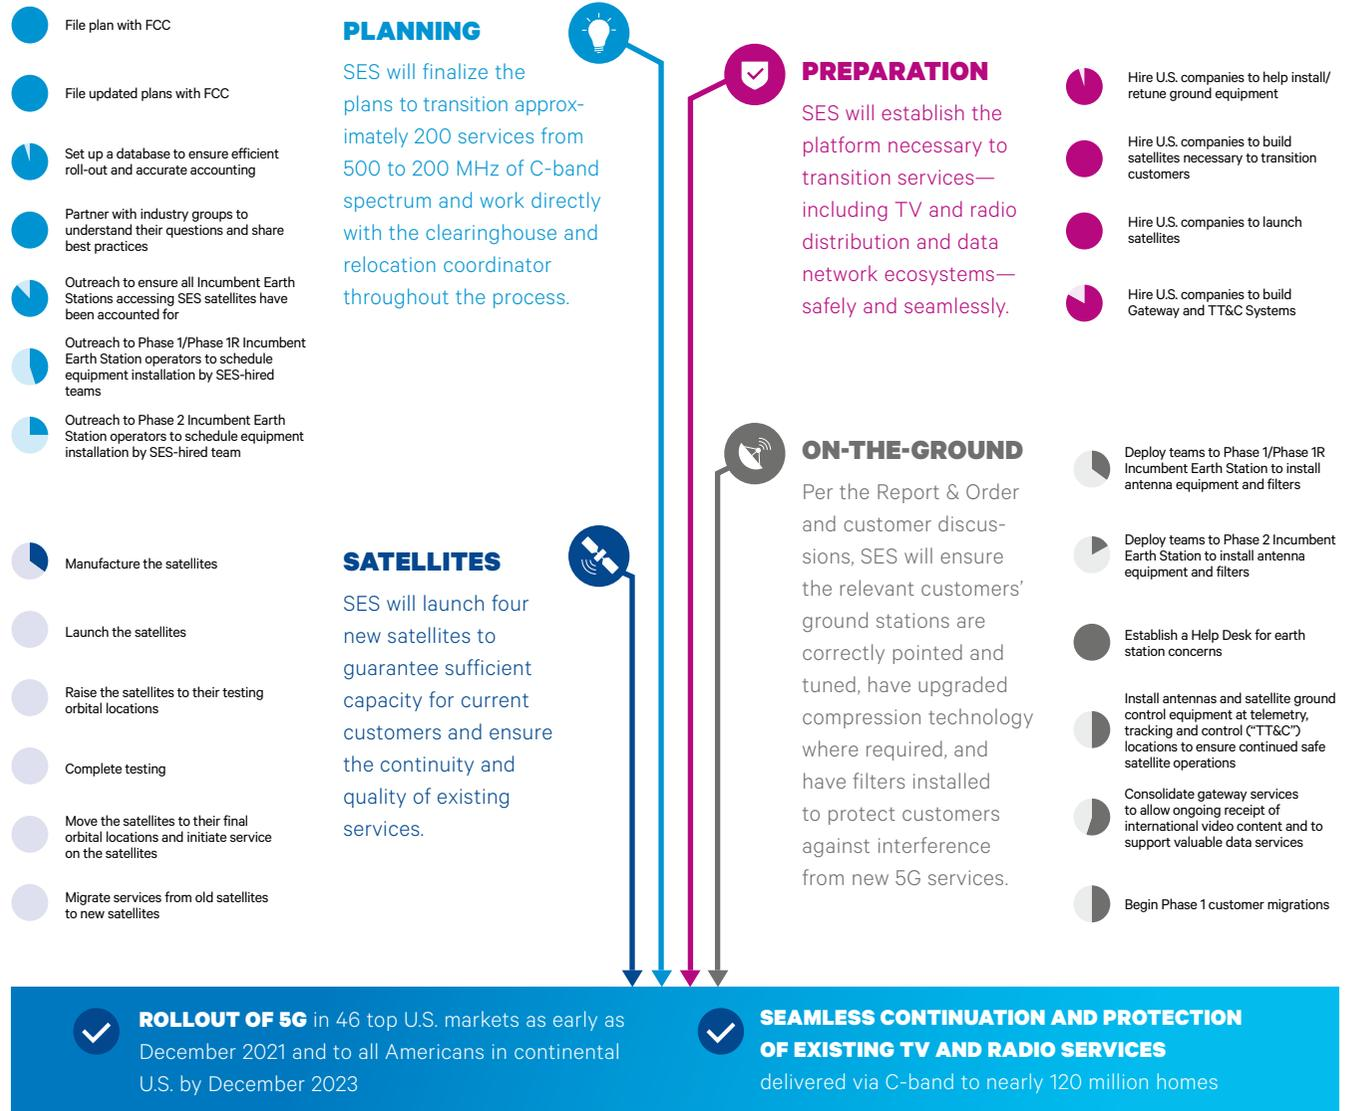 File plan with FCC
File updated plans with FCC
Set up a database to ensure efficient
roll-out and accurate accounting
Partner with industry groups to
understand their questions and share
best practices
Outreach to ensure all Incumbent Earth
Stations accessing SES satellites have
been accounted for
Outreach to Phase 1/Phase 1R Incumbent
Earth Station operators to schedule
equipment installation by SES-hired
teams
Outreach to Phase 2 Incumbent Earth
Station operators to schedule equipment
installation by SES-hired team
PLANNING
SES will finalize the
plans to transition approx-
imately 200 services from
500 to 200 MHz of C-band
spectrum and work directly
with the clearinghouse and
relocation coordinator
throughout the process.
PREPARATION
SES will establish the
platform necessary to
transition services—
including TV and radio
distribution and data
network ecosystems—
safely and seamlessly.
Hire U.S. companies to help install/
retune ground equipment
Hire U.S. companies to build
satellites necessary to transition
customers
Hire U.S. companies to launch
satellites
Hire U.S. companies to build
Gateway and TT&C Systems
Manufacture the satellites
Launch the satellites
Raise the satellites to their testing
orbital locations
Complete testing
Move the satellites to their final
orbital locations and initiate service
on the satellites
Migrate services from old satellites
to new satellites
SATELLITES
SES will launch four
new satellites to
guarantee sufficient
capacity for current
customers and ensure
the continuity and
quality of existing
services.
ON-THE-GROUND
Per the Report & Order
and customer discus-
sions, SES will ensure
the relevant customers’
ground stations are
correctly pointed and
tuned, have upgraded
compression technology
where required, and
have filters installed
to protect customers
against interference
from new 5G services.
Deploy teams to Phase 1/Phase 1R
Incumbent Earth Station to install
antenna equipment and filters
Deploy teams to Phase 2 Incumbent
Earth Station to install antenna
equipment and filters
Establish a Help Desk for earth
station concerns
Install antennas and satellite ground
control equipment at telemetry,
tracking and control (“TT&C”)
locations to ensure continued safe
satellite operations
Consolidate gateway services
to allow ongoing receipt of
international video content and to
support valuable data services
Begin Phase 1 customer migrations
ROLLOUT OF 5G in 46 top U.S. markets as early as
December 2021 and to all Americans in continental
U.S. by December 2023
SEAMLESS CONTINUATION AND PROTECTION
OF EXISTING TV AND RADIO SERVICES
delivered via C-band to nearly 120 million homes